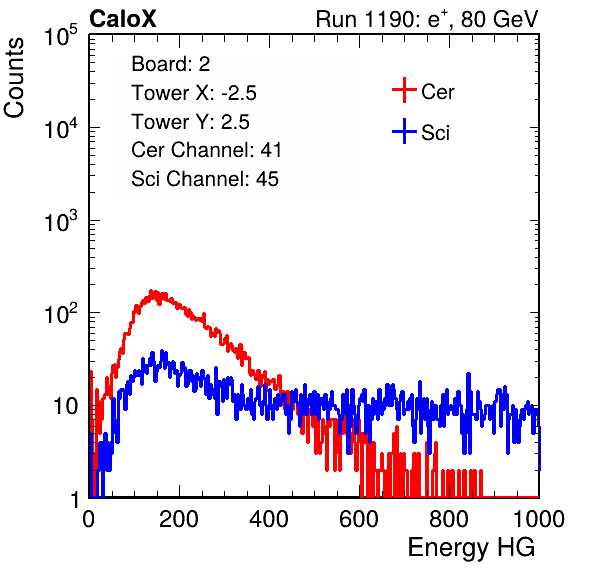 CaloX Run 1190: e⁺, 80 GeV
Counts
10⁵
10⁴
10³
10²
10
1
Board: 2
Tower X: -2.5
Tower Y: 2.5
Cer Channel: 41
Sci Channel: 45
Cer
Sci
0 200 400 600 800 1000
Energy HG